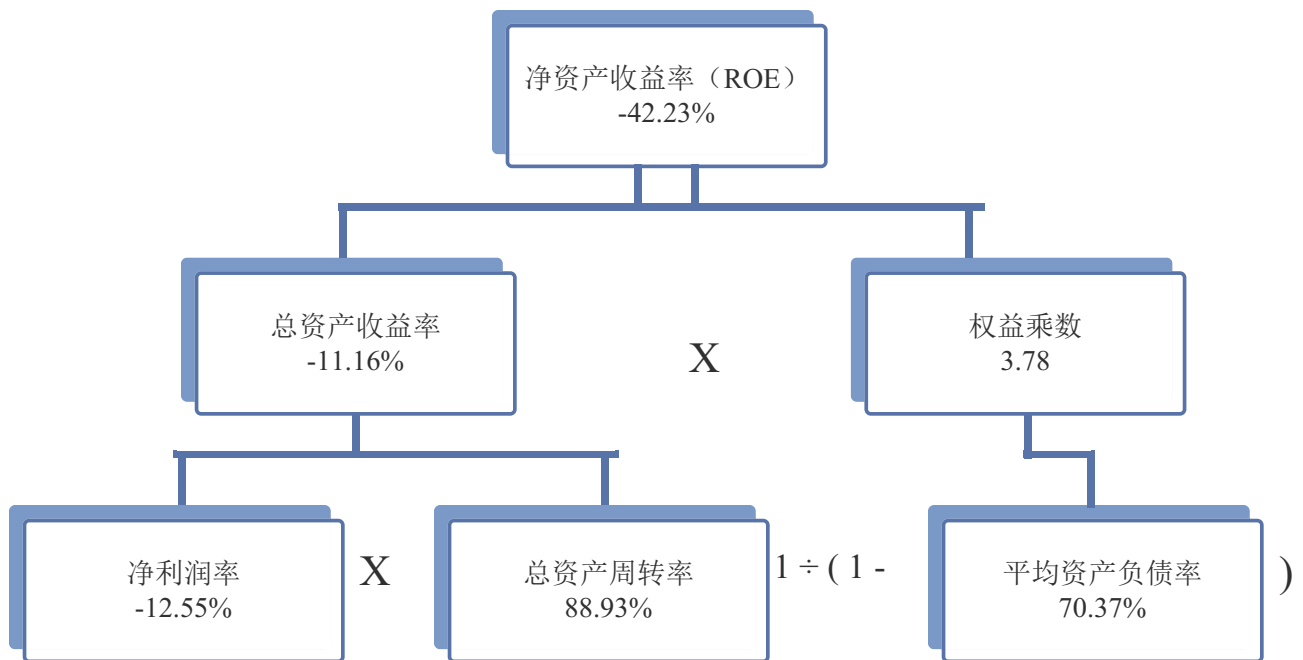 净资产收益率（ROE）
-42.23%
总资产收益率
-11.16%
X
权益乘数
3.78
净利润率
-12.55%
X
总资产周转率
88.93%
1 ÷ ( 1 -
平均资产负债率
70.37%
)